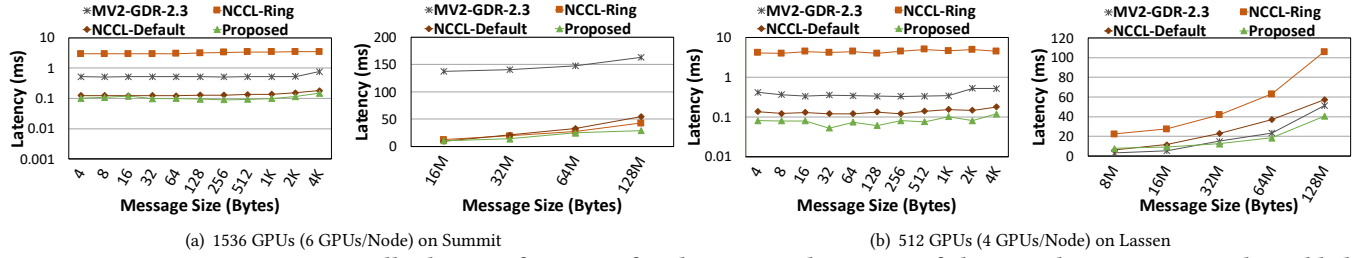 MV2-GDR-2.3 NCCL-Ring
NCCL-Default Proposed
Latency (ms)
10
1
0.1
0.01
0.001
4 8 16 32 64 128 256 512 1K 2K 4K
Message Size (Bytes)
MV2-GDR-2.3 NCCL-Ring
NCCL-Default Proposed
Latency (ms)
200
150
100
50
0
16M 32M 64M 128M
Message Size (Bytes)
(a) 1536 GPUs (6 GPUs/Node) on Summit
MV2-GDR-2.3 NCCL-Ring
NCCL-Default Proposed
Latency (ms)
10
1
0.1
0.01
4 8 16 32 64 128 256 512 1K 2K 4K
Message Size (Bytes)
MV2-GDR-2.3 NCCL-Ring
NCCL-Default Proposed
Latency (ms)
120
100
80
60
40
20
0
8M 16M 32M 64M 128M
Message Size (Bytes)
(b) 512 GPUs (4 GPUs/Node) on Lassen